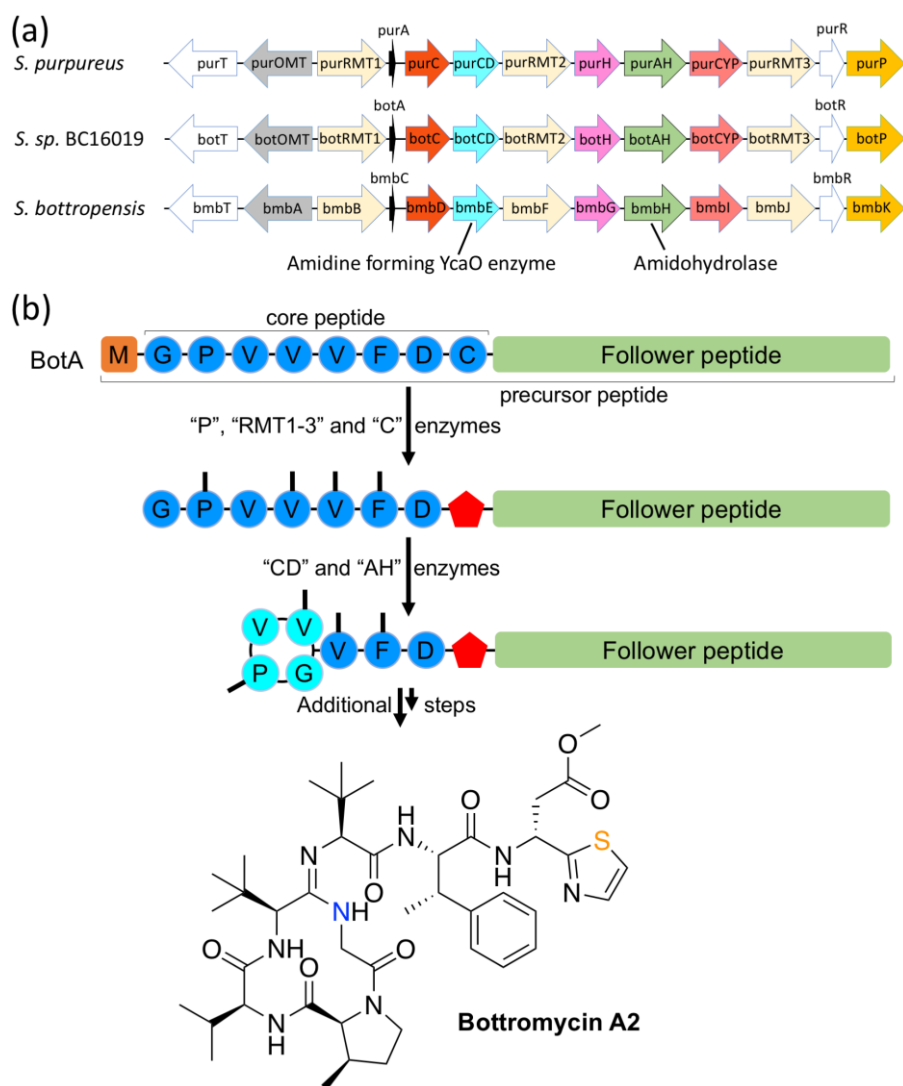 (a)
purA purR
S. purpureus purT purOMT purRMT1 purC purCD purRMT2 purH purAH purCYP purRMT3 purP
botA botR
S. sp. BC16019 botT botOMT botRMT1 botC botCD botRMT2 botH botAH botCYP botRMT3 botP
bmbC bmbR
S. bottropensis bmbT bmbA bmbB bmbD bmbE bmbF bmbG bmbH bmbI bmbJ bmbK
Amidine forming YcaO enzyme Amidohydrolase
(b)
core peptide
BotA M G P V V V F D C Follower peptide
precursor peptide
“P”, “RMT1-3” and “C” enzymes
G P V V V F D Follower peptide
“CD” and “AH” enzymes
V V
V F D Follower peptide
P G
Additional steps
O
O
O
H
N
O
N
H
S
N
N
O
NH
O
NH
O
O
N
N
H
Bottromycin A2